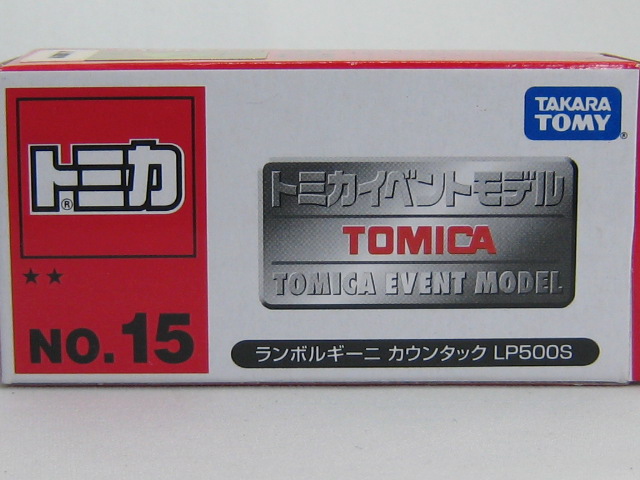 トミカ
®
★★
NO.15
TAKARA
TOMY®
トミカイベントモデル
TOMICA
TOMICA EVENT MODEL
ランボルギーニ カウンタック LP500S